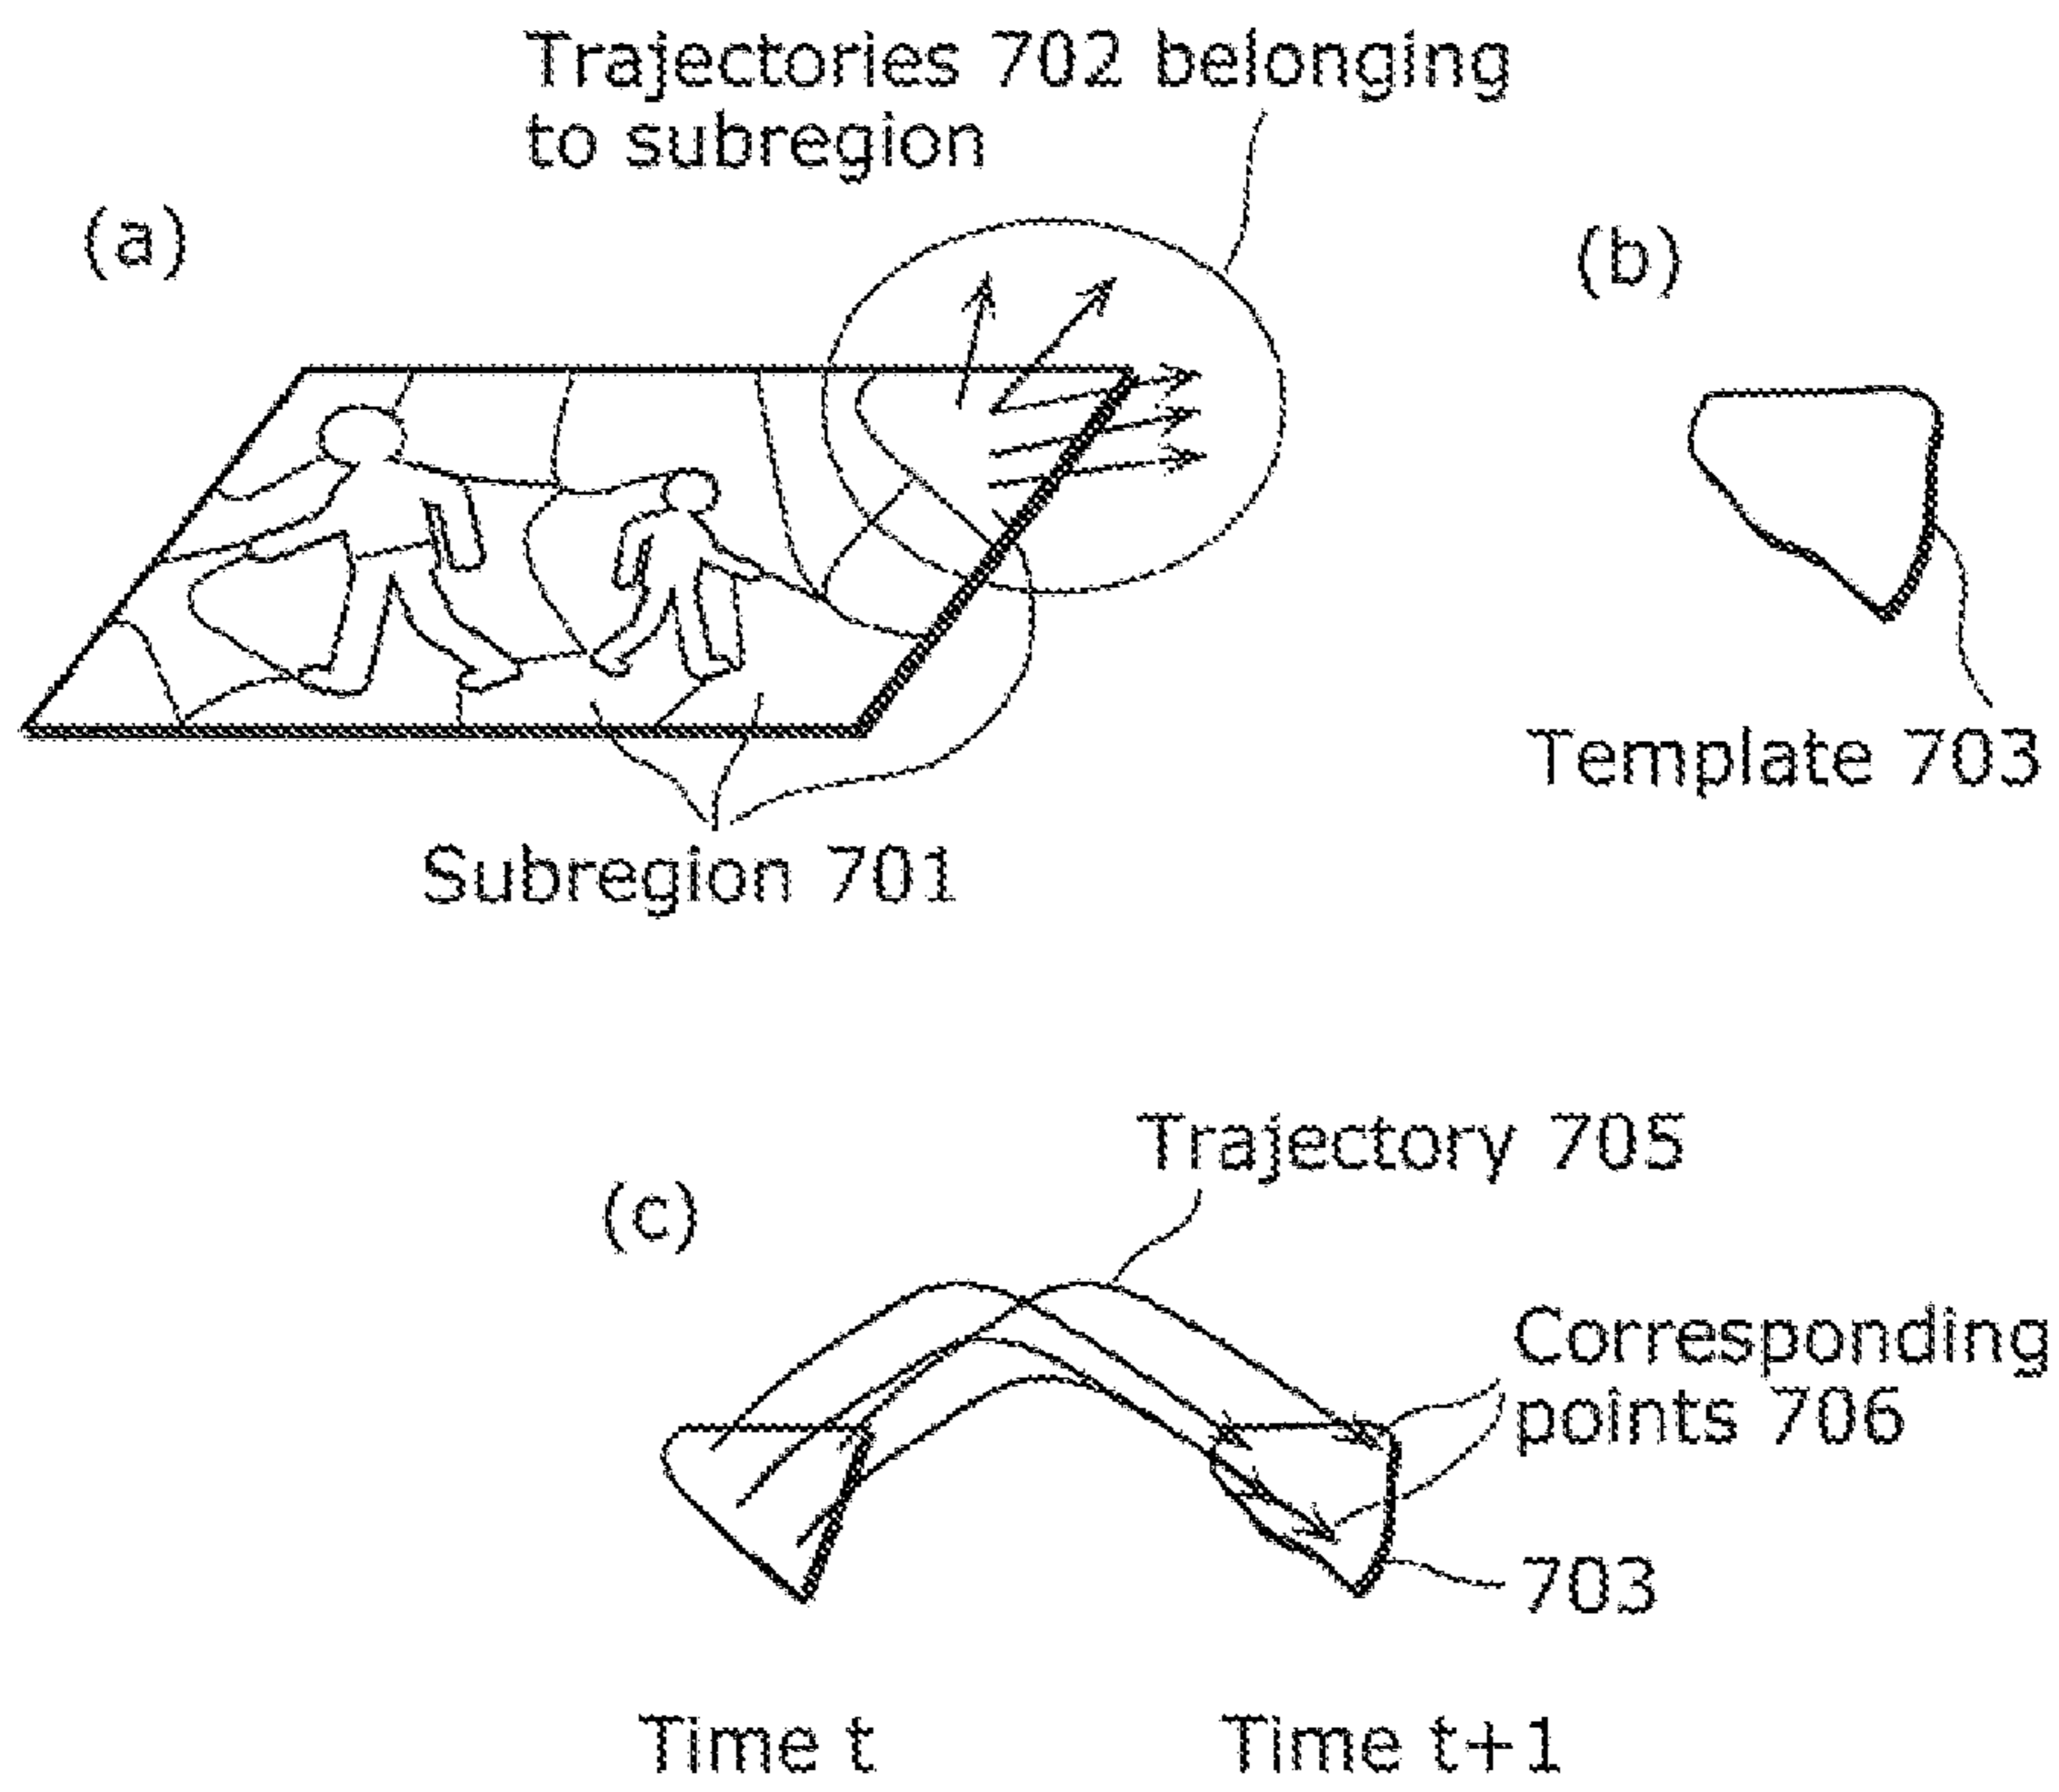 Trajectories 702 belonging
to subregion
(a)
(b)
Template 703
Subregion 701
Trajectory 705
(c)
Corresponding
points 706
703
Time t
Time t+1